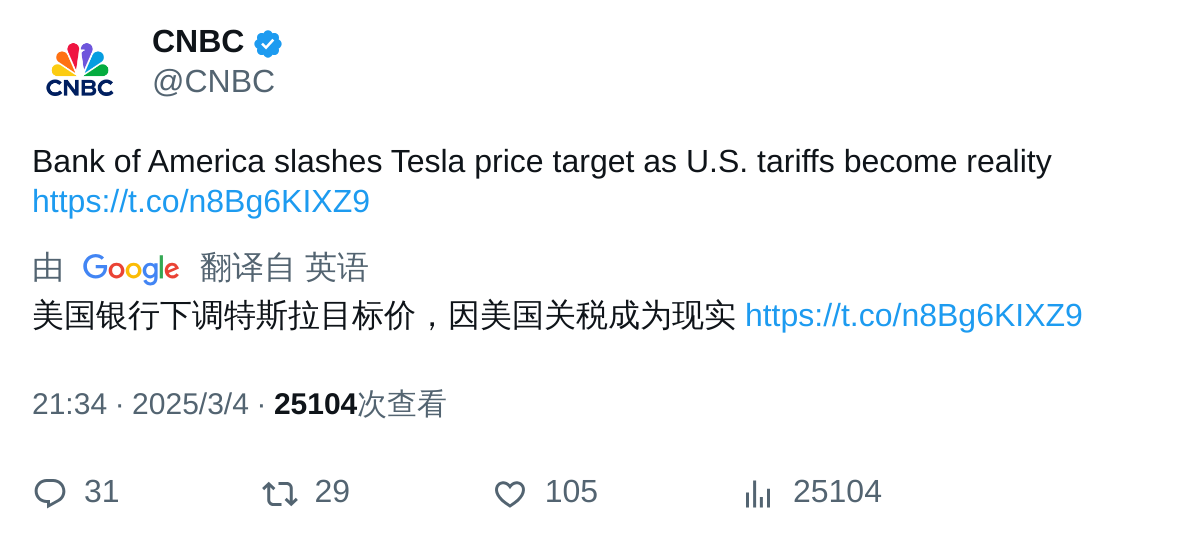 CNBC
CNBC
@CNBC
Bank of America slashes Tesla price target as U.S. tariffs become reality
https://t.co/n8Bg6KIXZ9
由 Google 翻译自 英语
美国银行下调特斯拉目标价，因美国关税成为现实 https://t.co/n8Bg6KIXZ9
21:34 · 2025/3/4 · 25104次查看
31 29 105 25104